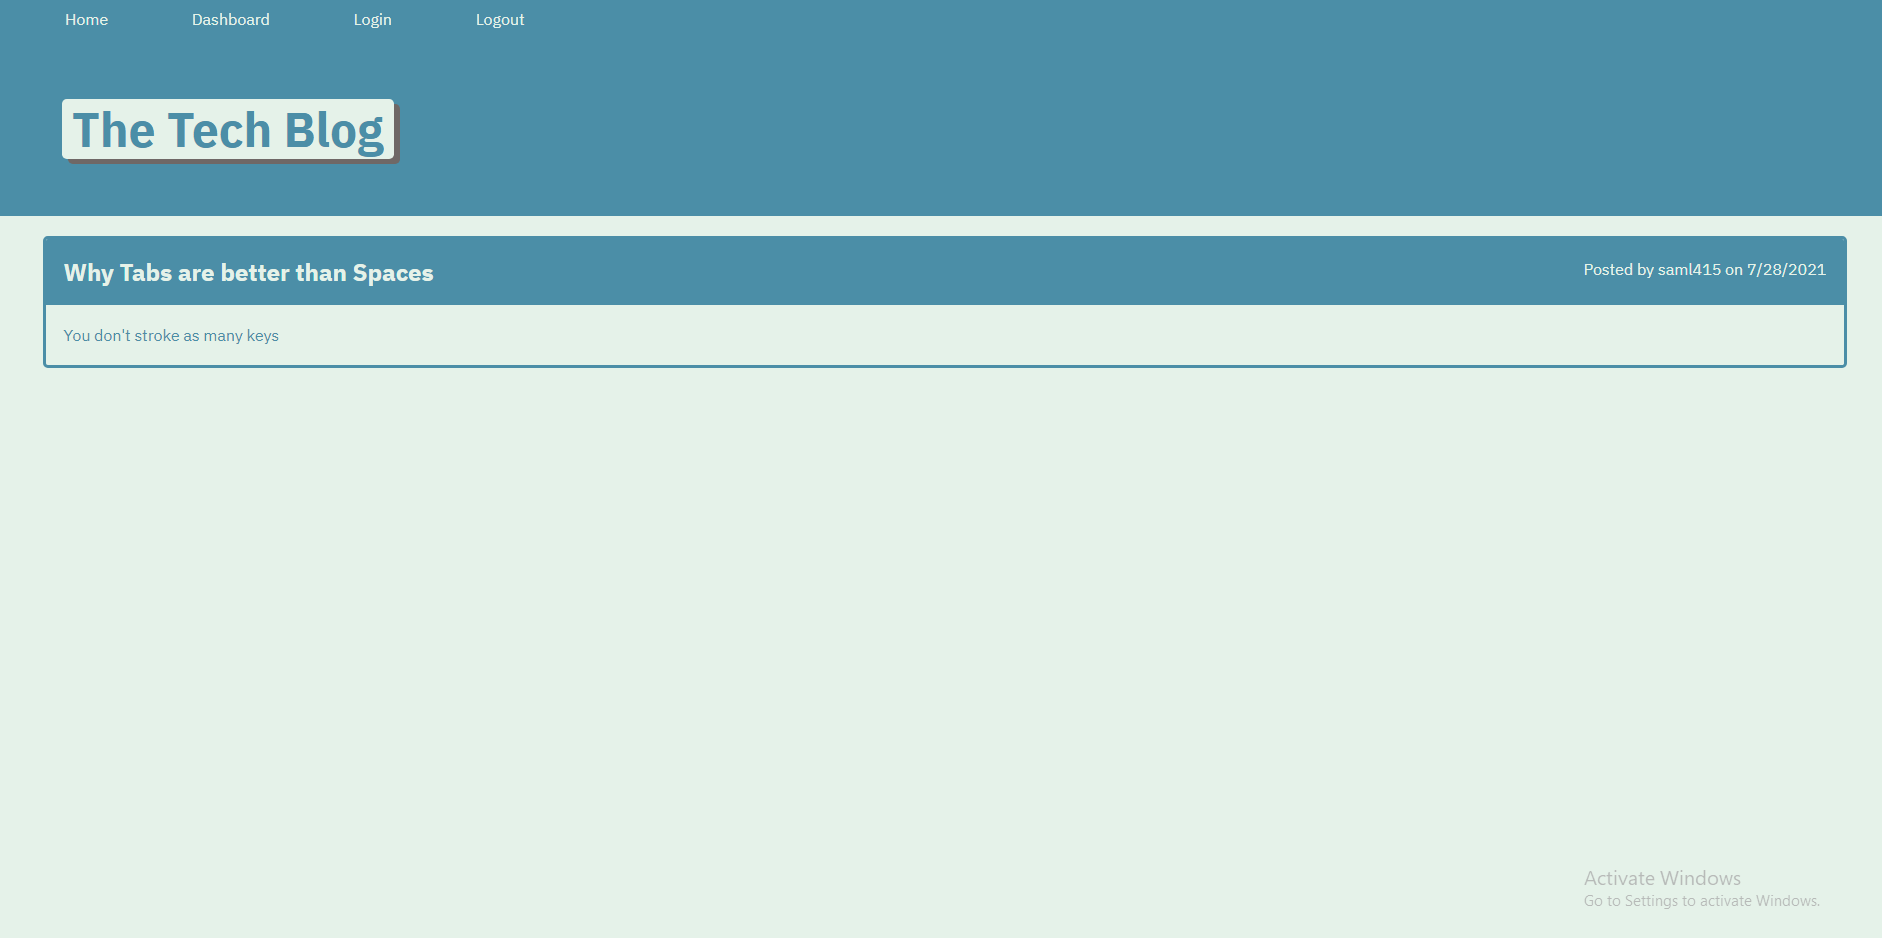 Home Dashboard Login Logout
The Tech Blog
Why Tabs are better than Spaces Posted by saml415 on 7/28/2021
You don't stroke as many keys
Activate Windows
Go to Settings to activate Windows.